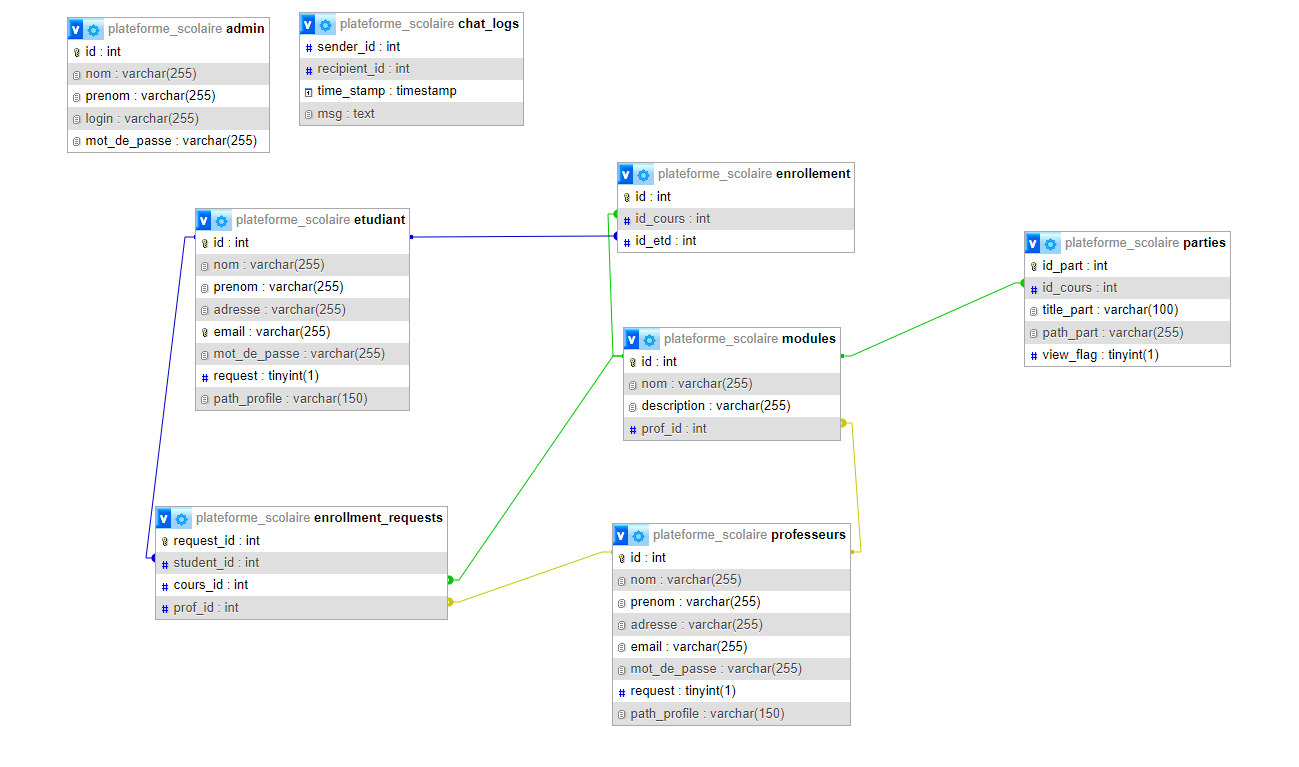 plateforme_scolaire admin
id : int
nom : varchar(255)
prenom : varchar(255)
login : varchar(255)
mot_de_passe : varchar(255)
plateforme_scolaire chat_logs
# sender_id : int
# recipient_id : int
time_stamp : timestamp
msg : text
plateforme_scolaire enrollement
id : int
# id_cours : int
# id_etd : int
plateforme_scolaire etudiant
id : int
nom : varchar(255)
prenom : varchar(255)
adresse : varchar(255)
email : varchar(255)
mot_de_passe : varchar(255)
# request : tinyint(1)
path_profile : varchar(150)
plateforme_scolaire parties
id_part : int
# id_cours : int
title_part : varchar(100)
path_part : varchar(255)
# view_flag : tinyint(1)
plateforme_scolaire modules
id : int
nom : varchar(255)
description : varchar(255)
# prof_id : int
plateforme_scolaire enrollment_requests
request_id : int
# student_id : int
# cours_id : int
# prof_id : int
plateforme_scolaire professeurs
id : int
nom : varchar(255)
prenom : varchar(255)
adresse : varchar(255)
email : varchar(255)
mot_de_passe : varchar(255)
# request : tinyint(1)
path_profile : varchar(150)